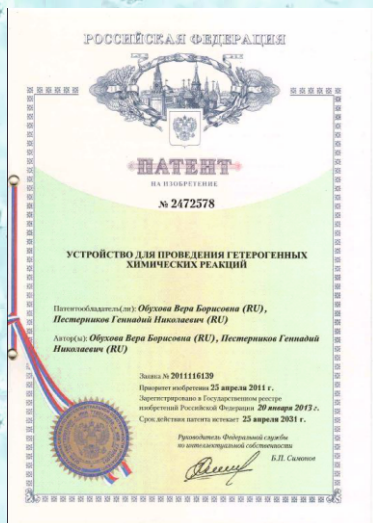 РОССИЙСКАЯ ФЕДЕРАЦИЯ
ПАТЕНТ
НА ИЗОБРЕТЕНИЕ
№ 2472578
УСТРОЙСТВО ДЛЯ ПРОВЕДЕНИЯ ГЕТЕРОГЕННЫХ
ХИМИЧЕСКИХ РЕАКЦИЙ
Патентообладатель(ли): Обухова Вера Борисовна (RU),
Пестерников Геннадий Николаевич (RU)
Автор(ы): Обухова Вера Борисовна (RU), Пестерников Геннадий
Николаевич (RU)
Заявка № 2011116139
Приоритет изобретения 25 апреля 2011 г.
Зарегистрировано в Государственном реестре
изобретений Российской Федерации 20 января 2013 г.
Срок действия патента истекает 25 апреля 2031 г.
Руководитель Федеральной службы
по интеллектуальной собственности
Б.П. Симонов